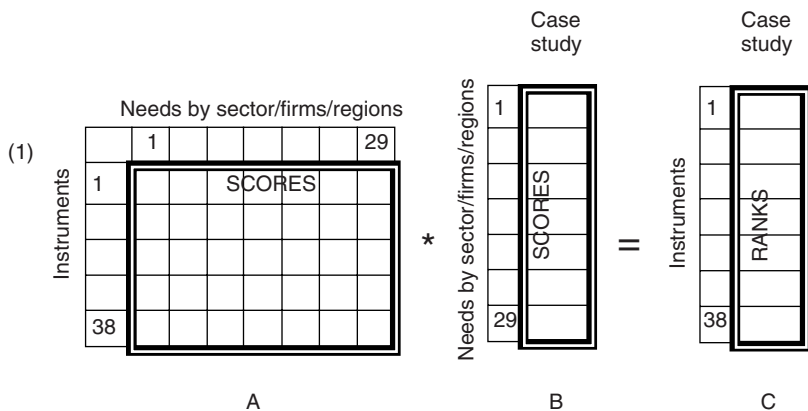 Case study
Case study
(1)
Needs by sector/firms/regions
1
29
Instruments
1
38
SCORES
A
*
Needs by sector/firms/regions
1
29
SCORES
B
=
Instruments
1
38
RANKS
C